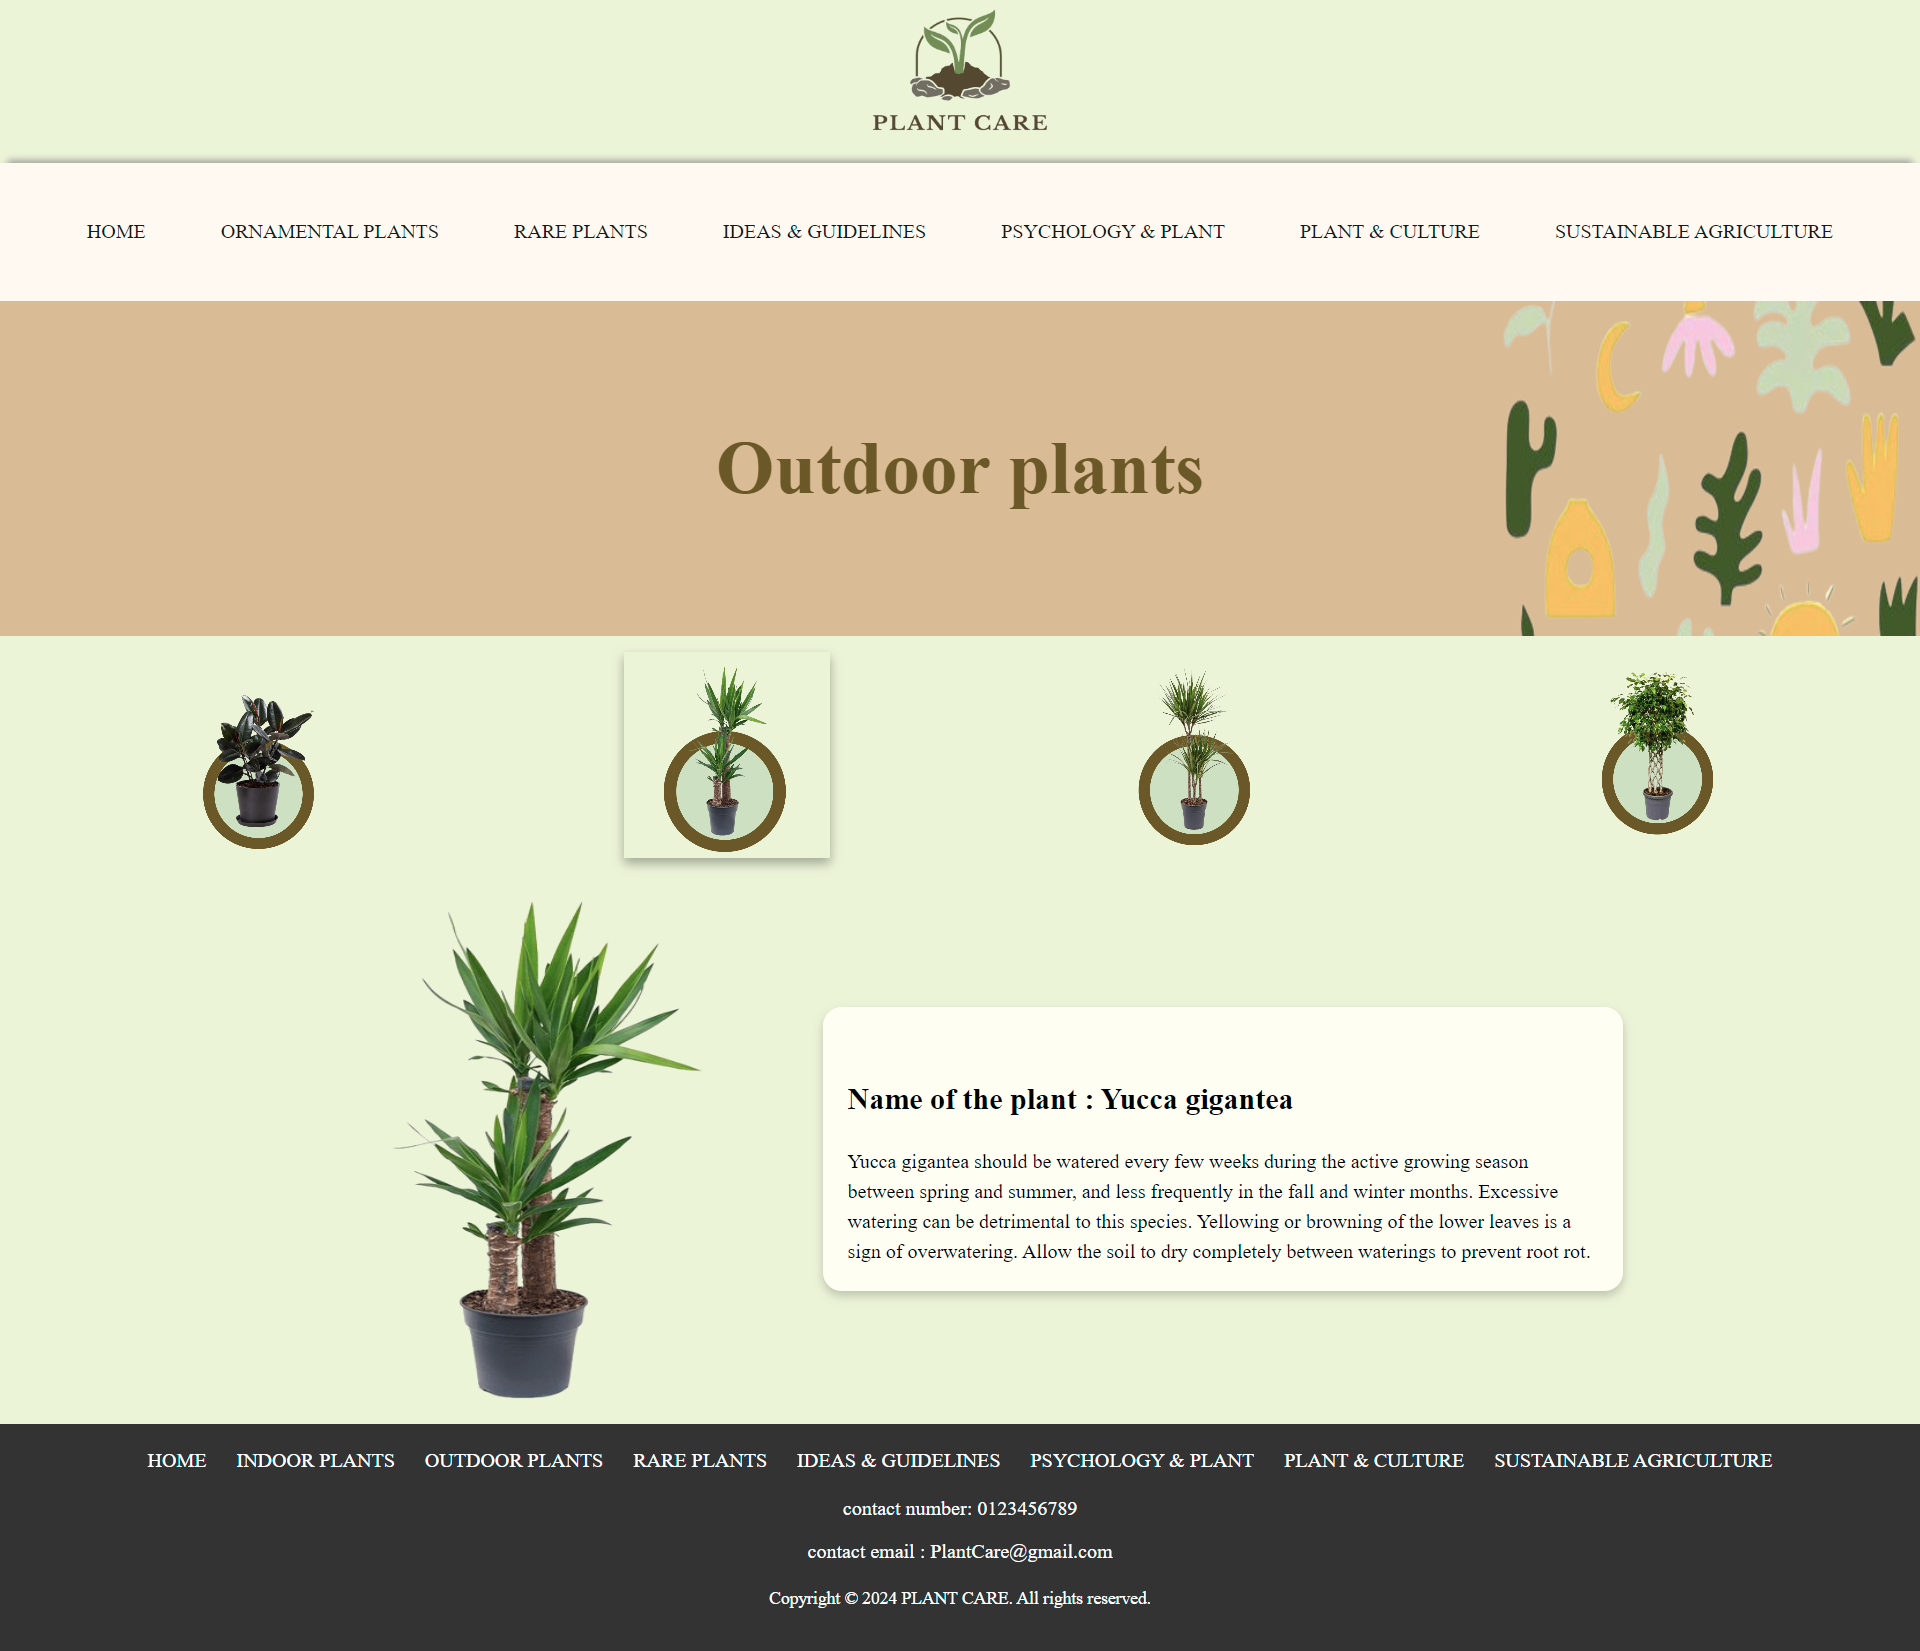 PLANT CARE
HOME ORNAMENTAL PLANTS RARE PLANTS IDEAS & GUIDELINES PSYCHOLOGY & PLANT PLANT & CULTURE SUSTAINABLE AGRICULTURE
Outdoor plants
Name of the plant : Yucca gigantea
Yucca gigantea should be watered every few weeks during the active growing season
between spring and summer, and less frequently in the fall and winter months. Excessive
watering can be detrimental to this species. Yellowing or browning of the lower leaves is a
sign of overwatering. Allow the soil to dry completely between waterings to prevent root rot.
HOME INDOOR PLANTS OUTDOOR PLANTS RARE PLANTS IDEAS & GUIDELINES PSYCHOLOGY & PLANT PLANT & CULTURE SUSTAINABLE AGRICULTURE
contact number: 0123456789
contact email : PlantCare@gmail.com
Copyright © 2024 PLANT CARE. All rights reserved.